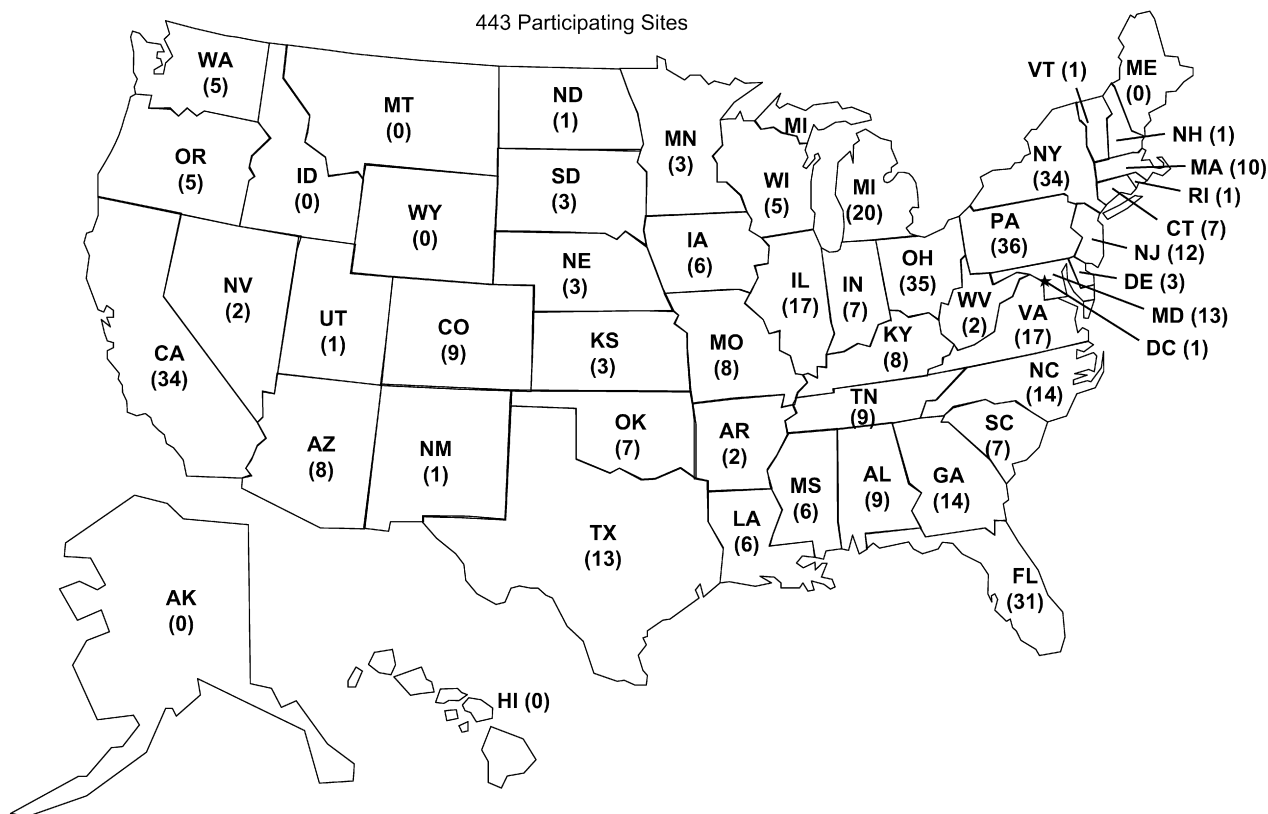 443 Participating Sites
WA
(5)
OR
(5)
CA
(34)
NV
(2)
ID
(0)
MT
(0)
WY
(0)
UT
(1)
CO
(9)
AZ
(8)
NM
(1)
ND
(1)
SD
(3)
NE
(3)
KS
(3)
OK
(7)
TX
(13)
MN
(3)
IA
(6)
MO
(8)
AR
(2)
LA
(6)
WI
(5)
IL
(17)
MI
MI
(20)
IN
(7)
OH
(35)
KY
(8)
TN
(9)
MS
(6)
AL
(9)
GA
(14)
FL
(31)
SC
(7)
NC
(14)
VA
(17)
WV
(2)
PA
(36)
NY
(34)
VT (1)
ME
(0)
NH (1)
MA (10)
RI (1)
CT (7)
NJ (12)
DE (3)
MD (13)
DC (1)
AK
(0)
HI (0)